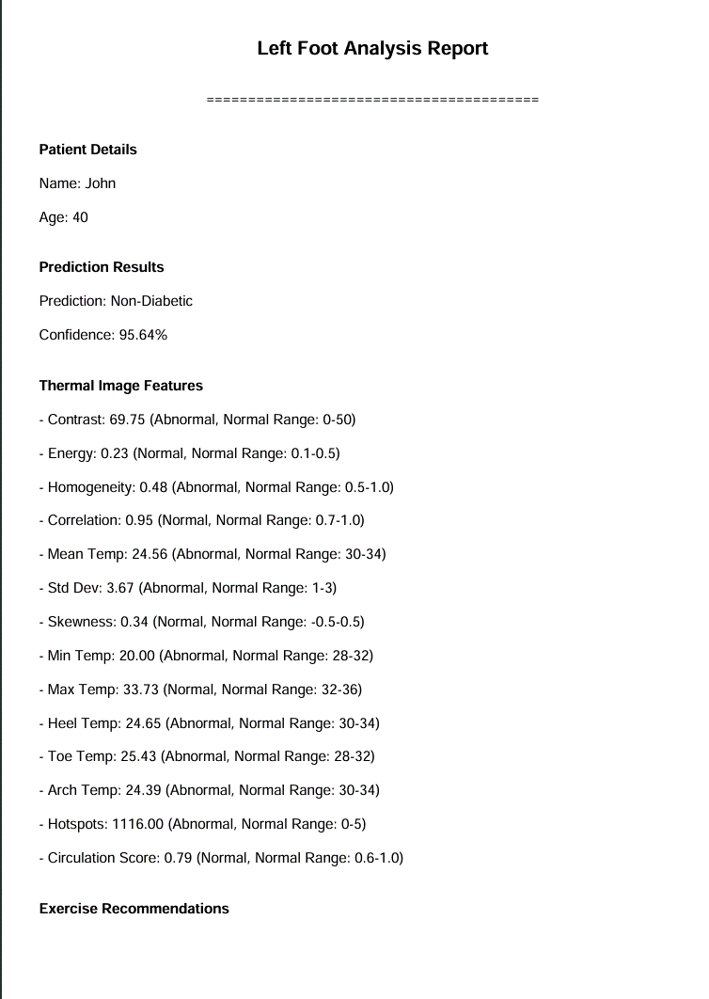 Left Foot Analysis Report
========================================
Patient Details
Name: John
Age: 40
Prediction Results
Prediction: Non-Diabetic
Confidence: 95.64%
Thermal Image Features
- Contrast: 69.75 (Abnormal, Normal Range: 0-50)
- Energy: 0.23 (Normal, Normal Range: 0.1-0.5)
- Homogeneity: 0.48 (Abnormal, Normal Range: 0.5-1.0)
- Correlation: 0.95 (Normal, Normal Range: 0.7-1.0)
- Mean Temp: 24.56 (Abnormal, Normal Range: 30-34)
- Std Dev: 3.67 (Abnormal, Normal Range: 1-3)
- Skewness: 0.34 (Normal, Normal Range: -0.5-0.5)
- Min Temp: 20.00 (Abnormal, Normal Range: 28-32)
- Max Temp: 33.73 (Normal, Normal Range: 32-36)
- Heel Temp: 24.65 (Abnormal, Normal Range: 30-34)
- Toe Temp: 25.43 (Abnormal, Normal Range: 28-32)
- Arch Temp: 24.39 (Abnormal, Normal Range: 30-34)
- Hotspots: 1116.00 (Abnormal, Normal Range: 0-5)
- Circulation Score: 0.79 (Normal, Normal Range: 0.6-1.0)
Exercise Recommendations